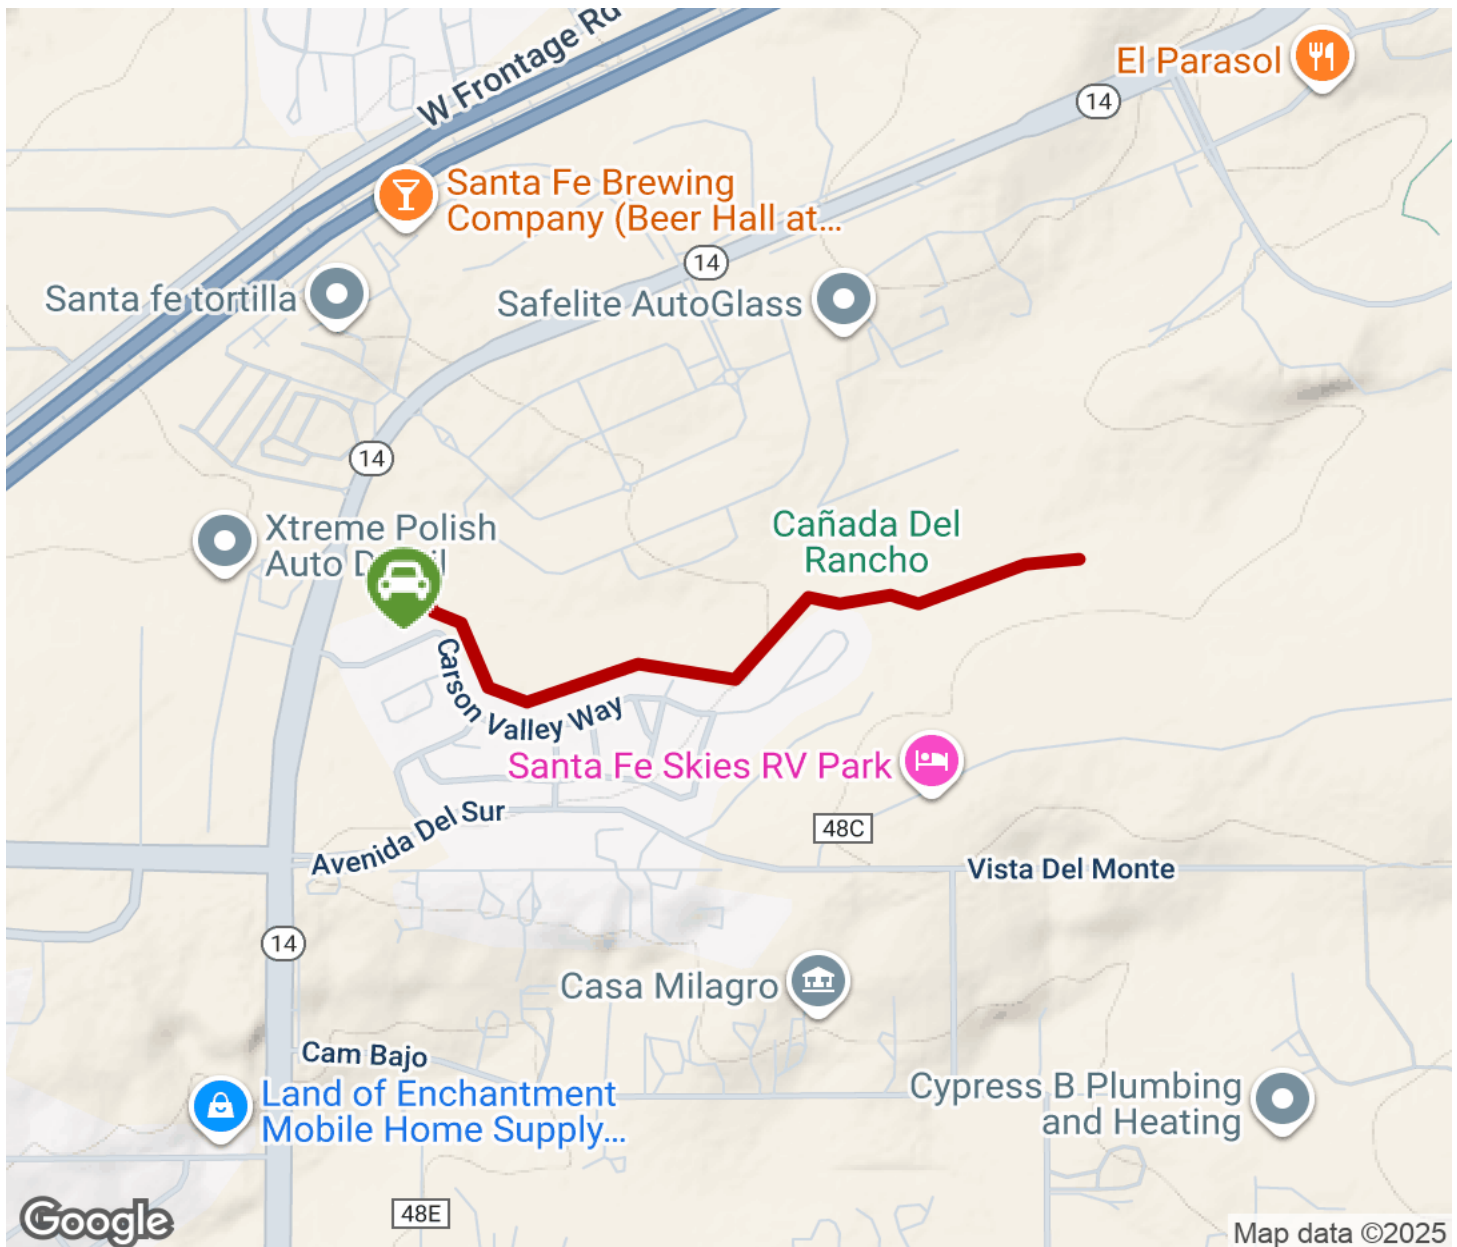 W Frontage Rd
El Parasol
14
Santa Fe Brewing
Company (Beer Hall at...
14
Santa fe tortilla
Safelite AutoGlass
14
Xtreme Polish
Auto D il
Cañada Del
Rancho
Carson Valley Way
Santa Fe Skies RV Park
Avenida Del Sur
48C
Vista Del Monte
14
Casa Milagro
Cam Bajo
Land of Enchantment
Mobile Home Supply...
Cypress B Plumbing
and Heating
48E
Google
Map data ©2025